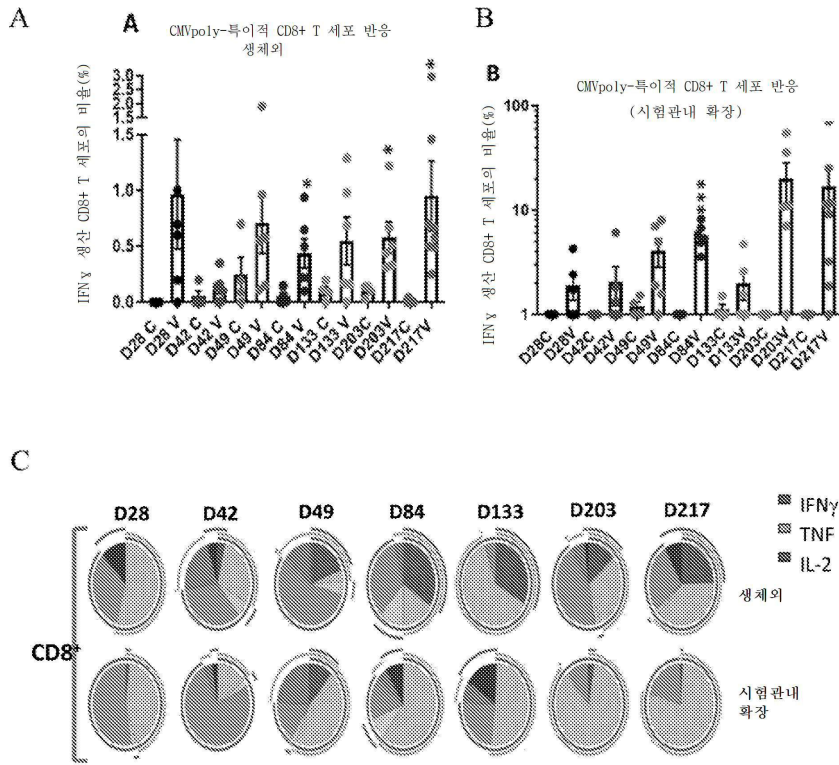 A
A
CMVpoly-특이적 CD8+ T 세포 반응
생체외
IFNγ 생산 CD8+ T 세포의 비율(%)
3.0
2.5
2.0
1.5
1.0
0.5
0.0
*
*
*
D28 C
D28 V
D42 C
D42 V
D49 C
D49 V
D84 C
D84 V
D133 C
D133 V
D203C
D203V
D217C
D217V
B
B
CMVpoly-특이적 CD8+ T 세포 반응
(시험관내 확장)
IFNγ 생산 CD8+ T 세포의 비율(%)
100
10
1
***
D28C
D28V
D42C
D42V
D49C
D49V
D84C
D84V
D133C
D133V
D203C
D203V
D217C
D217V
C
D28 D42 D49 D84 D133 D203 D217
IFNγ
TNF
IL-2
생체외
CD8+
시험관내
확장